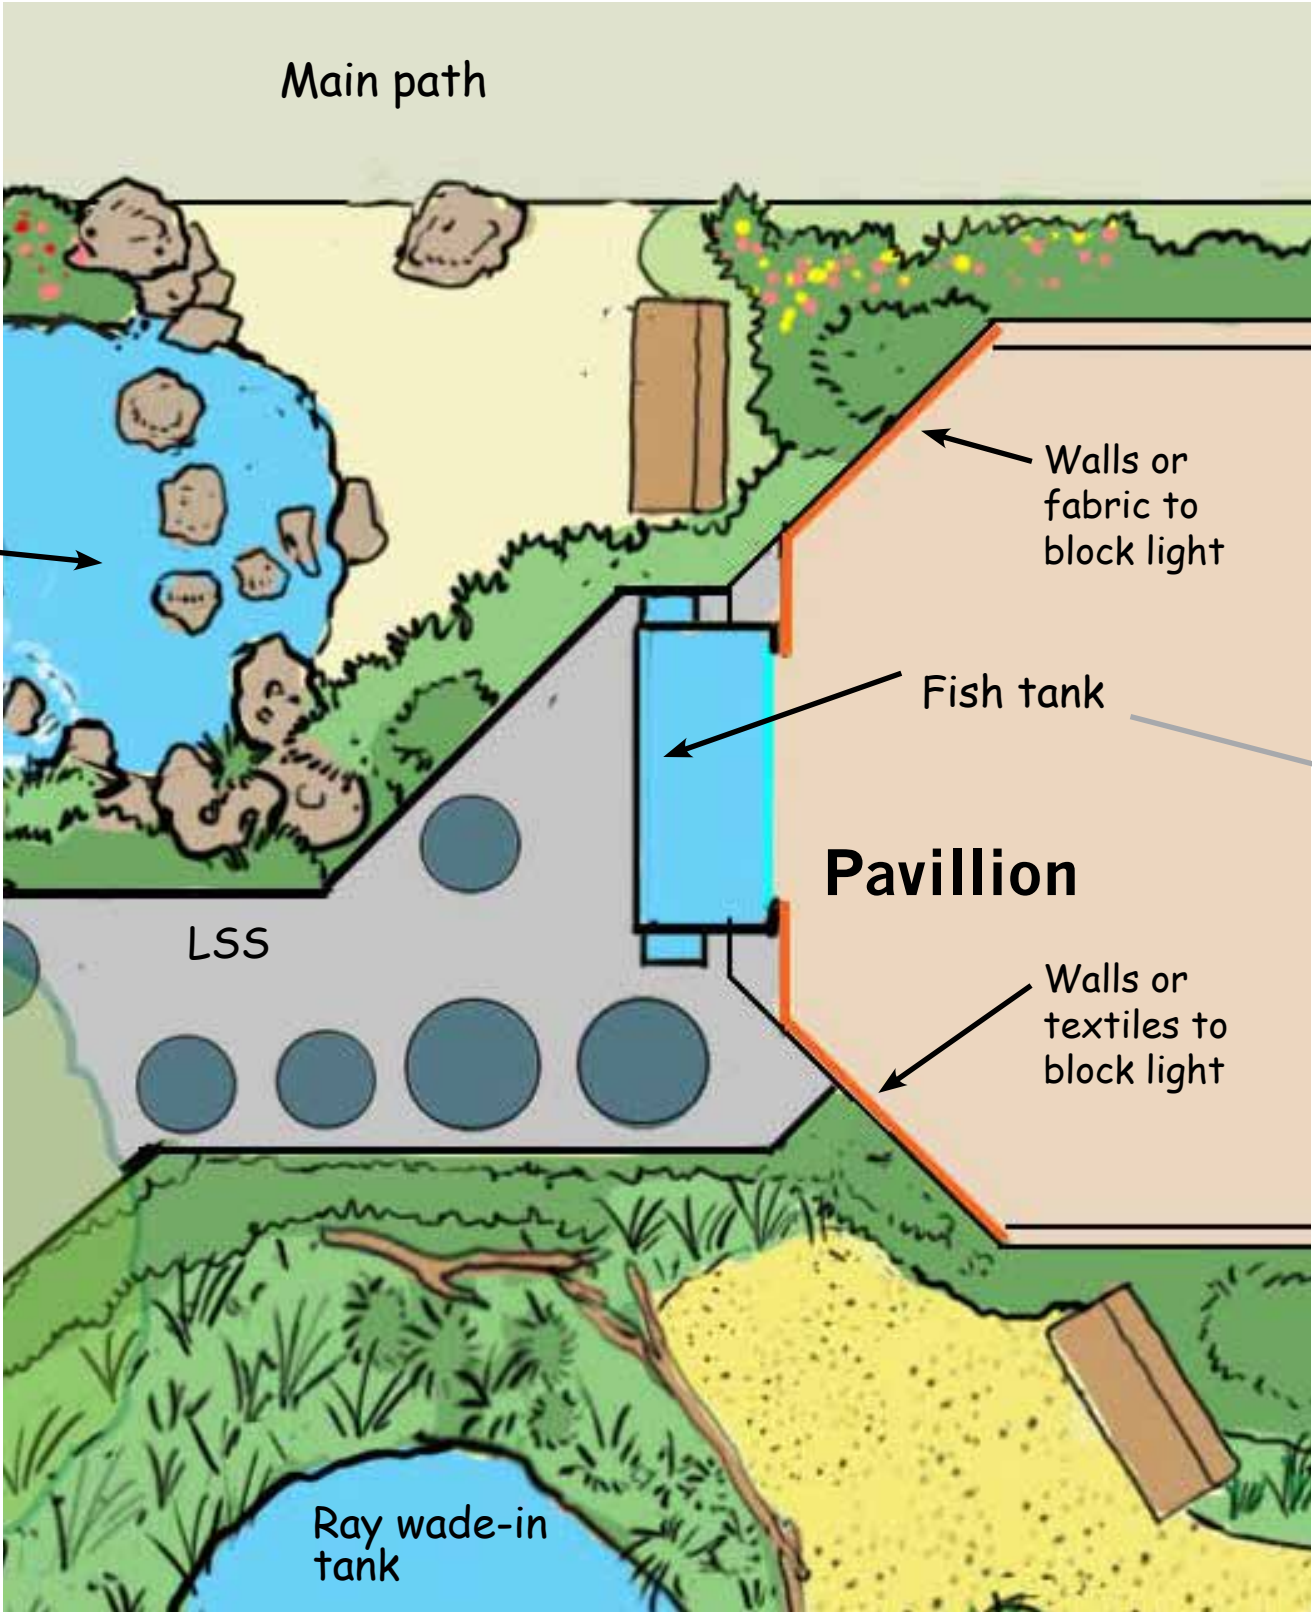 Main path
Walls or
fabric to
block light
Fish tank
Pavillion
LSS
Walls or
textiles to
block light
Ray wade-in
tank